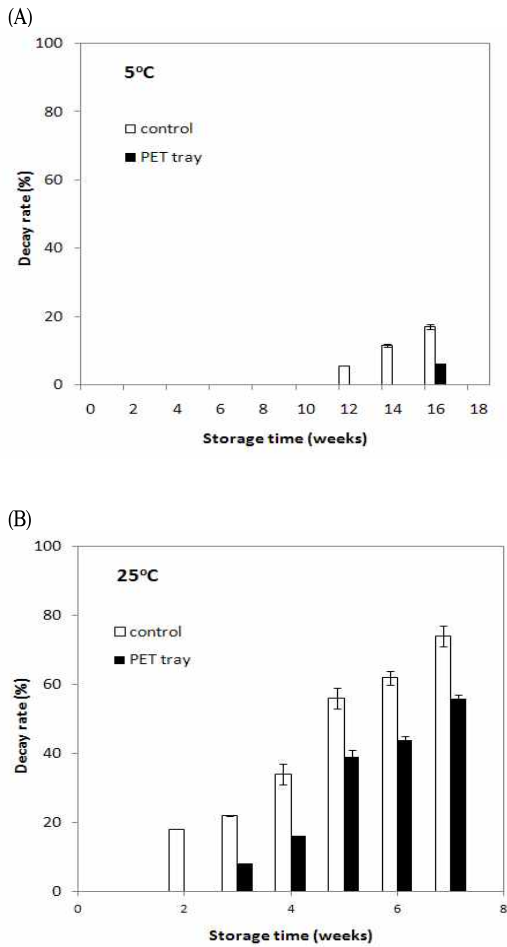 (A)
100
80
60
40
20
0
5°C
control
PET tray
Decay rate (%)
0 2 4 6 8 10 12 14 16 18
Storage time (weeks)
(B)
100
80
60
40
20
0
25°C
control
PET tray
Decay rate (%)
0 2 4 6 8
Storage time (weeks)